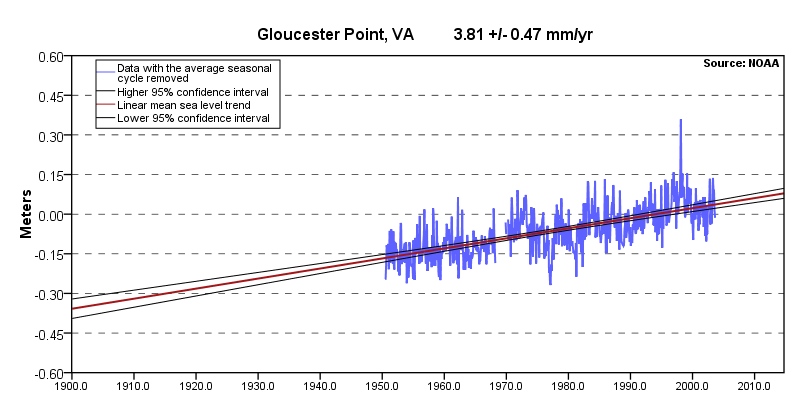 Gloucester Point, VA 3.81 +/- 0.47 mm/yr
Source: NOAA
Data with the average seasonal
cycle removed
Higher 95% confidence interval
Linear mean sea level trend
Lower 95% confidence interval
Meters
0.60
0.45
0.30
0.15
0.00
-0.15
-0.30
-0.45
-0.60
1900.0 1910.0 1920.0 1930.0 1940.0 1950.0 1960.0 1970.0 1980.0 1990.0 2000.0 2010.0